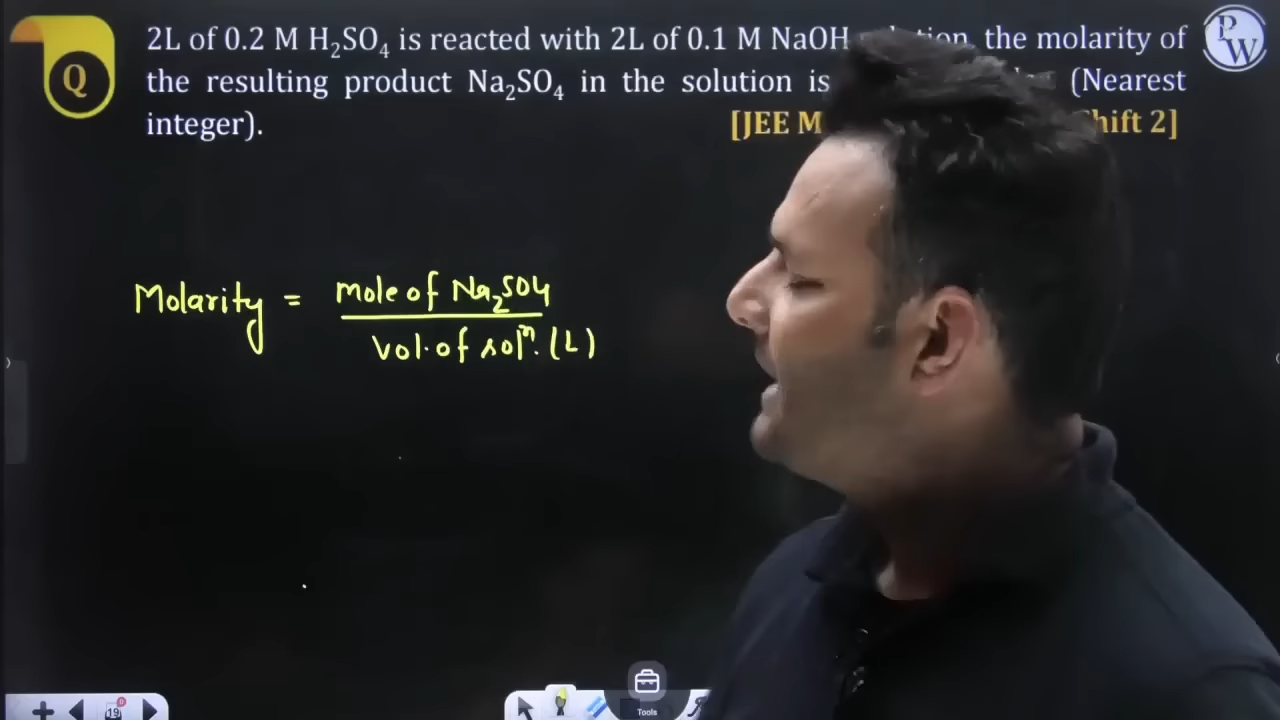 Q
2L of 0.2 M H₂SO₄ is reacted with 2L of 0.1 M NaOH the molarity of
the resulting product Na₂SO₄ in the solution is (Nearest
integer).
[JEE M hift 2]
PW
Molarity = mole of Na₂SO₄
vol. of solⁿ. (L)
19
Tools